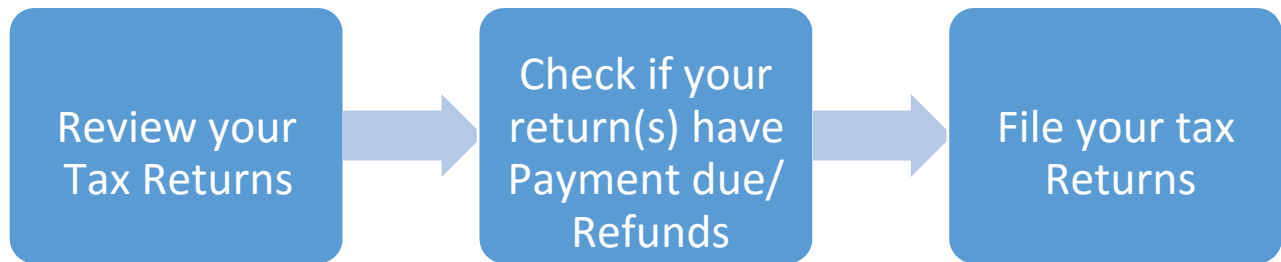 Review your
Tax Returns
Check if your
return(s) have
Payment due/
Refunds
File your tax
Returns